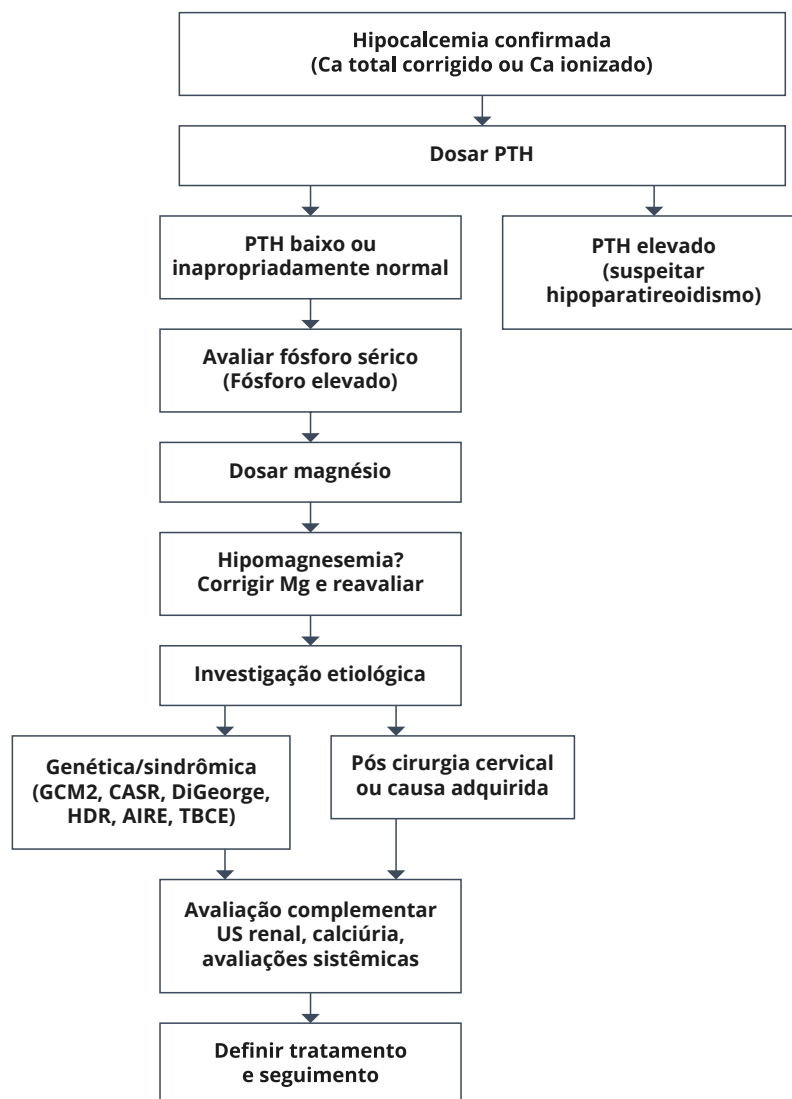 Hipocalcemia confirmada
(Ca total corrigido ou Ca ionizado)
Dosar PTH
PTH baixo ou
inapropriadamente normal
PTH elevado
(suspeitar
hipoparatireoidismo)
Avaliar fósforo sérico
(Fósforo elevado)
Dosar magnésio
Hipomagnesemia?
Corrigir Mg e reavaliar
Investigação etiológica
Genética/sindrômica
(GCM2, CASR, DiGeorge,
HDR, AIRE, TBCE)
Pós cirurgia cervical
ou causa adquirida
Avaliação complementar
US renal, calciúria,
avaliações sistêmicas
Definir tratamento
e seguimento